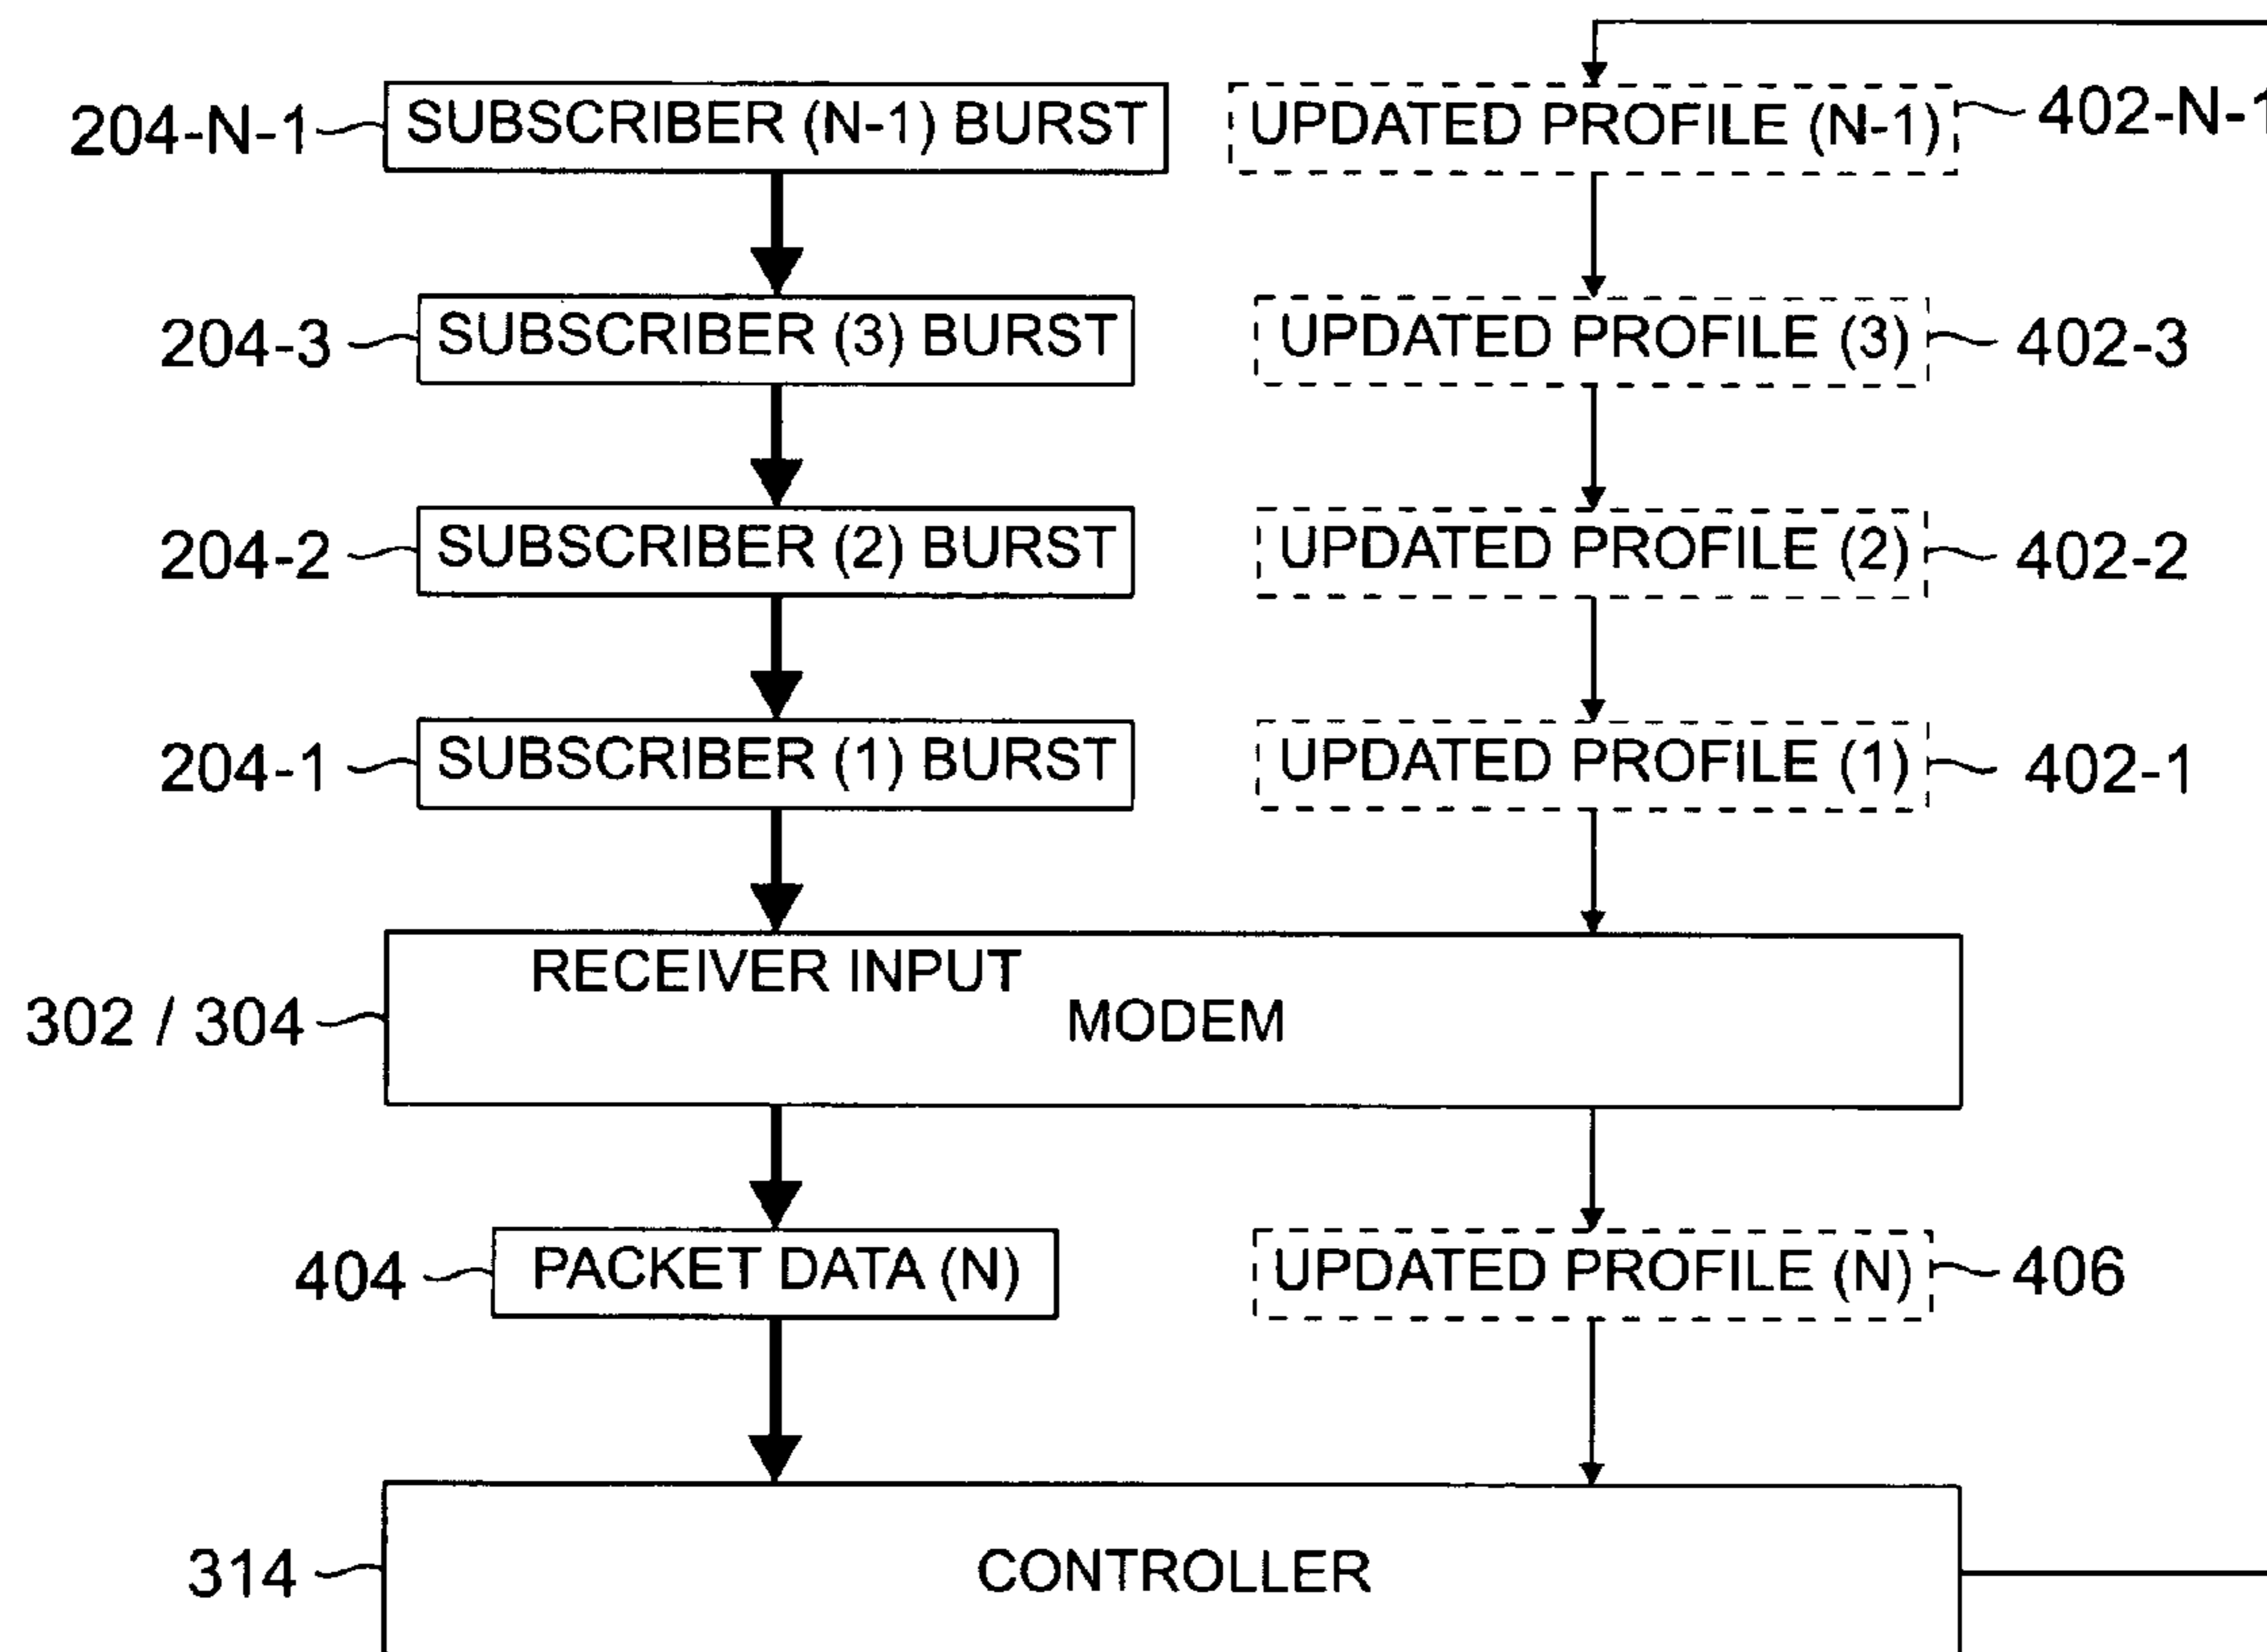 204-N-1 SUBSCRIBER (N-1) BURST UPDATED PROFILE (N-1) 402-N-1
204-3 SUBSCRIBER (3) BURST UPDATED PROFILE (3) 402-3
204-2 SUBSCRIBER (2) BURST UPDATED PROFILE (2) 402-2
204-1 SUBSCRIBER (1) BURST UPDATED PROFILE (1) 402-1
RECEIVER INPUT
302 / 304 MODEM
404 PACKET DATA (N) UPDATED PROFILE (N) 406
314 CONTROLLER